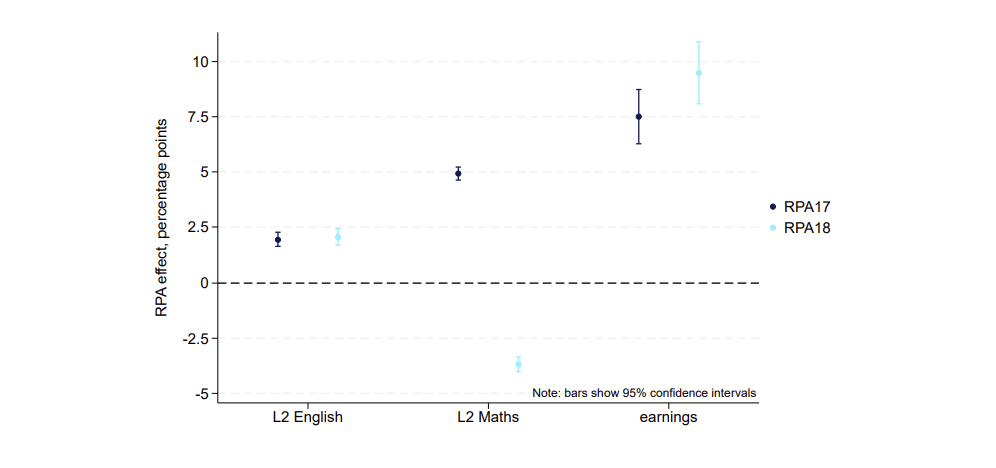 RPA effect, percentage points
10
7.5
5
2.5
0
-2.5
-5
L2 English
L2 Maths
earnings
Note: bars show 95% confidence intervals
RPA17
RPA18